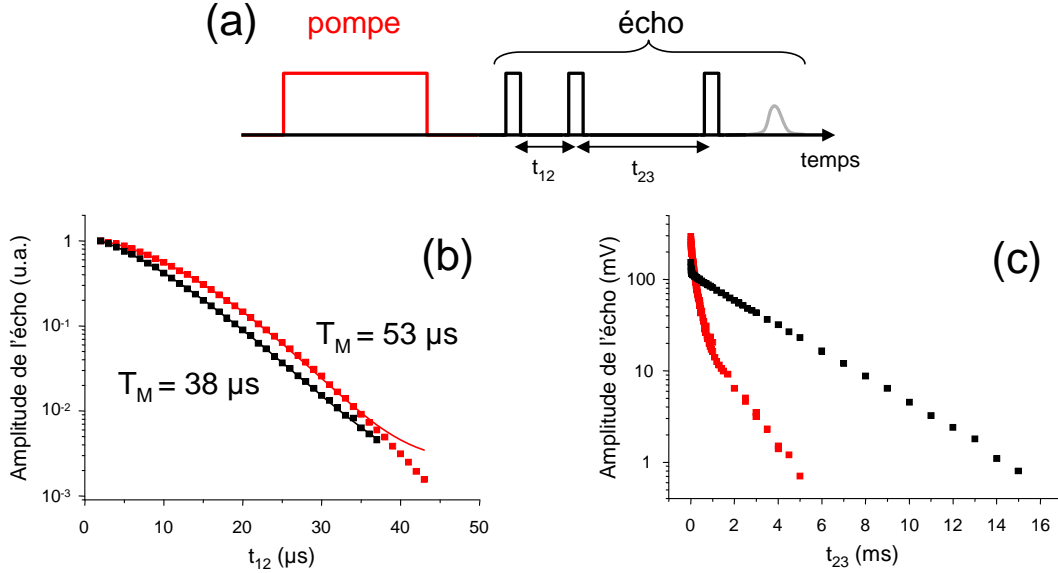 (a)
pompe
écho
t12
t23
temps
(b)
Amplitude de l'écho (u.a.)
1
10-1
10-2
10-3
TM = 53 µs
TM = 38 µs
0 10 20 30 40 50
t12 (µs)
(c)
Amplitude de l'écho (mV)
100
10
1
0 2 4 6 8 10 12 14 16
t23 (ms)